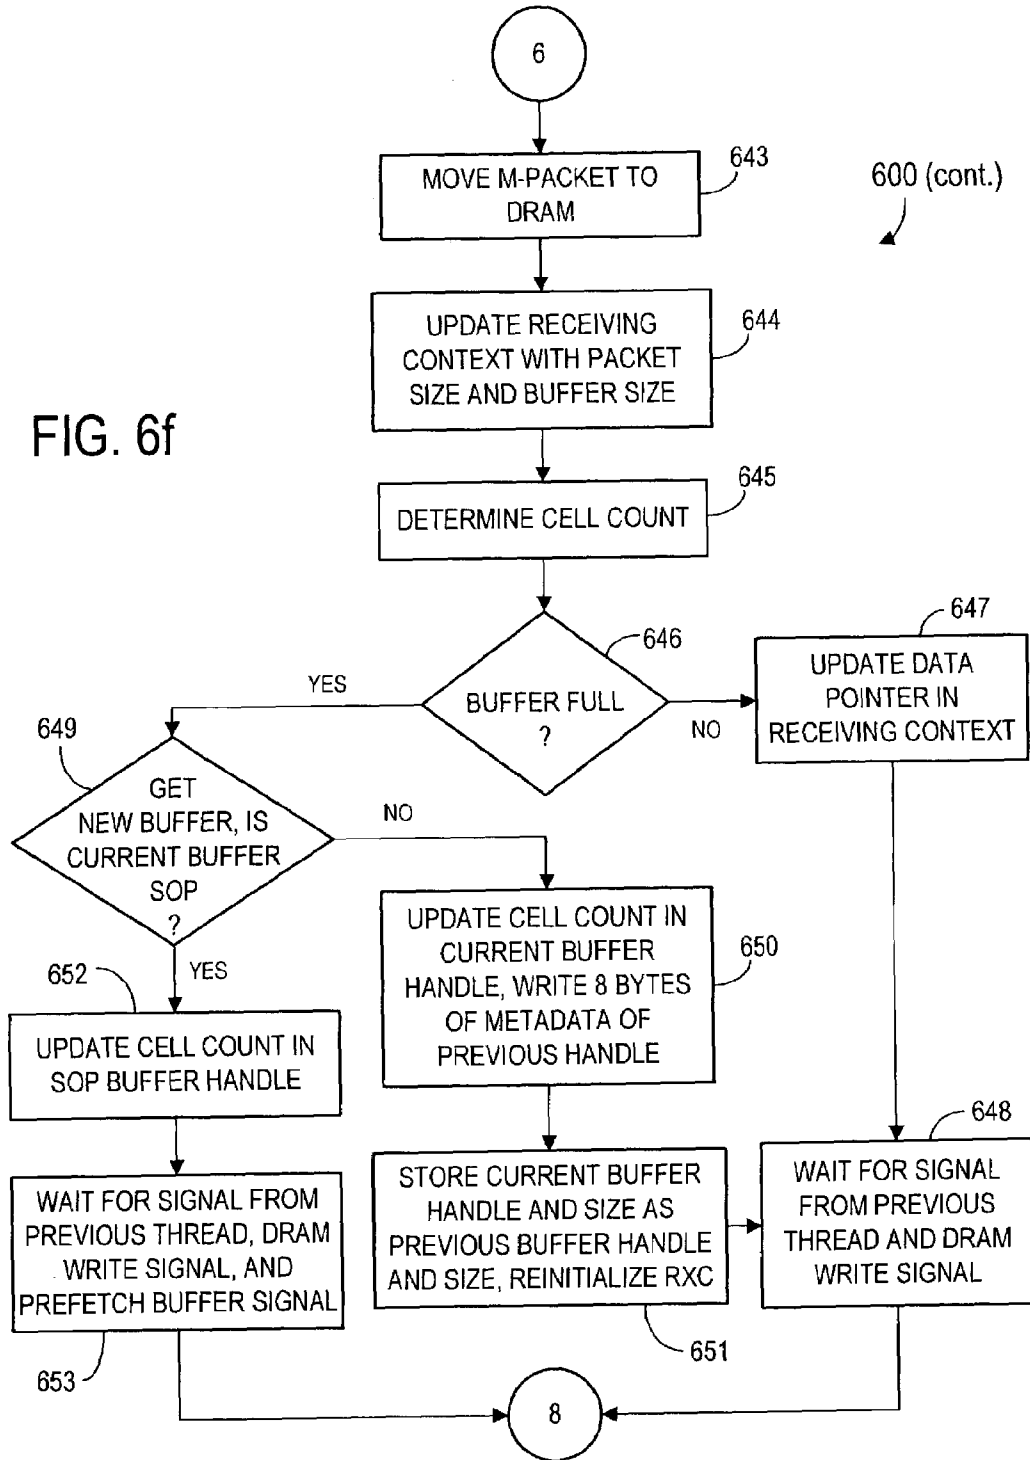 6
MOVE M-PACKET TO
DRAM
643
600 (cont.)
UPDATE RECEIVING
CONTEXT WITH PACKET
SIZE AND BUFFER SIZE
644
FIG. 6f
DETERMINE CELL COUNT
645
BUFFER FULL
?
646
YES
NO
647
UPDATE DATA
POINTER IN
RECEIVING CONTEXT
649
GET
NEW BUFFER, IS
CURRENT BUFFER
SOP
?
NO
YES
UPDATE CELL COUNT IN
CURRENT BUFFER
HANDLE, WRITE 8 BYTES
OF METADATA OF
PREVIOUS HANDLE
650
652
UPDATE CELL COUNT IN
SOP BUFFER HANDLE
648
WAIT FOR SIGNAL FROM
PREVIOUS THREAD, DRAM
WRITE SIGNAL, AND
PREFETCH BUFFER SIGNAL
653
STORE CURRENT BUFFER
HANDLE AND SIZE AS
PREVIOUS BUFFER HANDLE
AND SIZE, REINITIALIZE RXC
651
WAIT FOR SIGNAL
FROM PREVIOUS
THREAD AND DRAM
WRITE SIGNAL
8